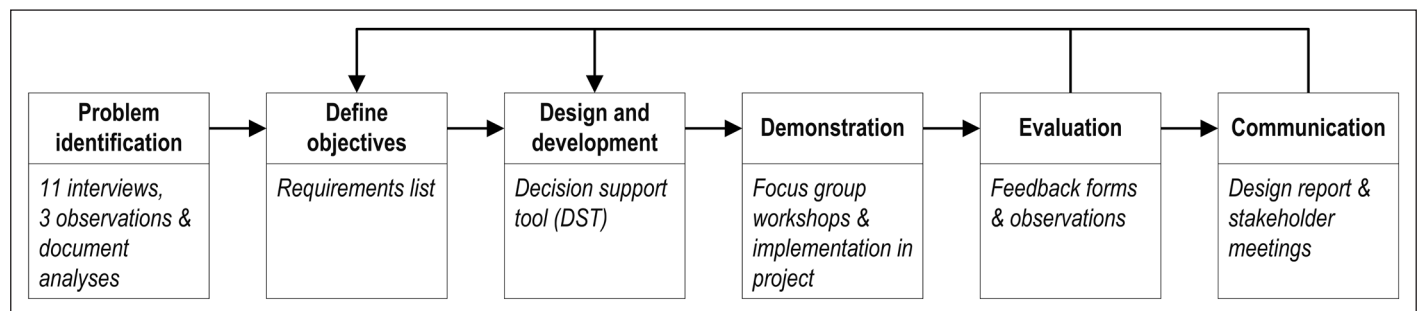 Problem
identification
11 interviews,
3 observations &
document
analyses
Define
objectives
Requirements list
Design and
development
Decision support
tool (DST)
Demonstration
Focus group
workshops &
implementation in
project
Evaluation
Feedback forms
& observations
Communication
Design report &
stakeholder
meetings